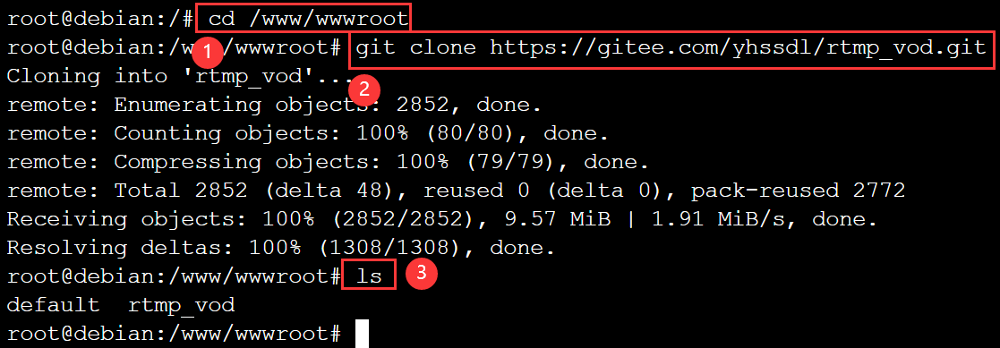 root@debian:/# cd /www/wwwroot
root@debian:/www/wwwroot# git clone https://gitee.com/yhssdl/rtmp_vod.git
1
Cloning into 'rtmp_vod'...
2
remote: Enumerating objects: 2852, done.
remote: Counting objects: 100% (80/80), done.
remote: Compressing objects: 100% (79/79), done.
remote: Total 2852 (delta 48), reused 0 (delta 0), pack-reused 2772
Receiving objects: 100% (2852/2852), 9.57 MiB | 1.91 MiB/s, done.
Resolving deltas: 100% (1308/1308), done.
root@debian:/www/wwwroot# ls
3
default  rtmp_vod
root@debian:/www/wwwroot#